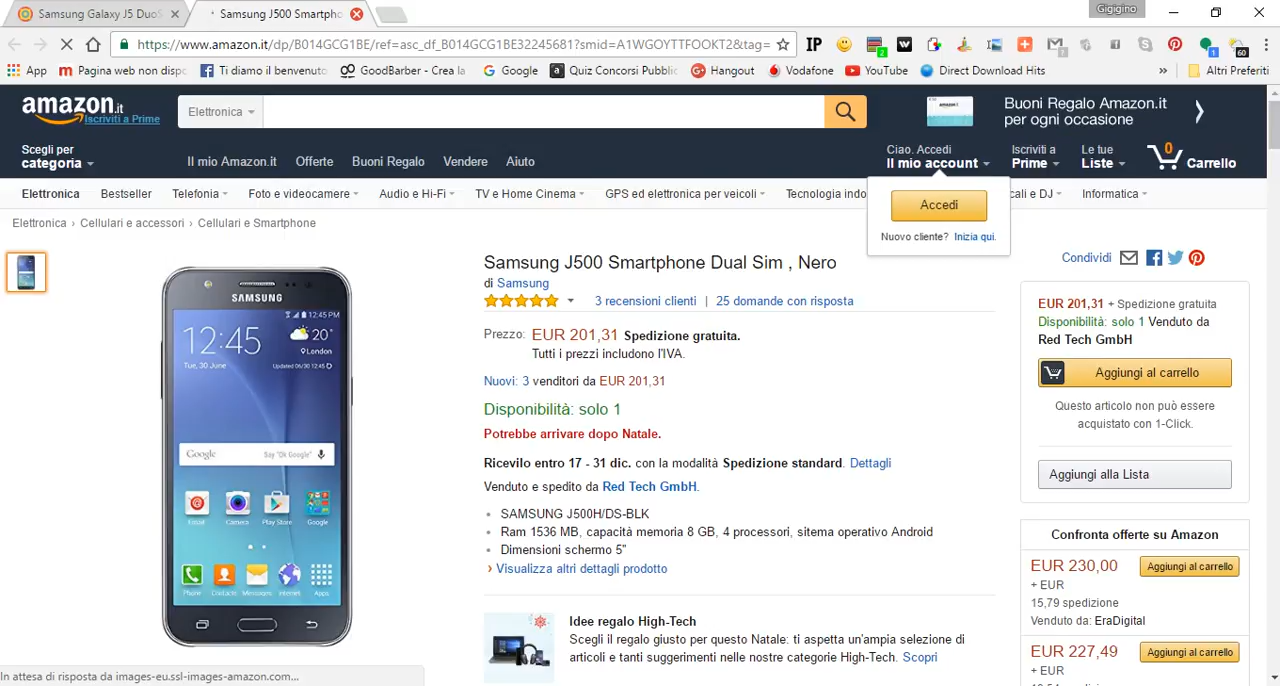 Samsung Galaxy J5 DuoS
Samsung J500 Smartpho
Gigigino
https://www.amazon.it/dp/B014GCG1BE/ref=asc_df_B014GCG1BE32245681?smid=A1WGOYTTFOOKT2&tag=
IP
W
2
1
1
60
App
Pagina web non dispo
Ti diamo il benvenuto
GoodBarber - Crea la
Google
Quiz Concorsi Pubblic
Hangout
Vodafone
YouTube
Direct Download Hits
»
Altri Preferiti
amazon.it
Iscriviti a Prime
Elettronica
Buoni Regalo Amazon.it
per ogni occasione
Scegli per
categoria
Il mio Amazon.it
Offerte
Buoni Regalo
Vendere
Aiuto
Ciao. Accedi
Il mio account
Iscriviti a
Prime
Le tue
Liste
0
Carrello
Elettronica
Bestseller
Telefonia
Foto e videocamere
Audio e Hi-Fi
TV e Home Cinema
GPS ed elettronica per veicoli
Tecnologia indo
cali e DJ
Informatica
Accedi
Nuovo cliente? Inizia qui.
Elettronica › Cellulari e accessori › Cellulari e Smartphone
SAMSUNG
12:45 PM
12:45
20°
London
Tue, 30 June
Updated 06/30 12:45
Google
Say "Ok Google"
Email
Camera
Play Store
Google
Phone
Contacts
Messages
Internet
Apps
Samsung J500 Smartphone Dual Sim , Nero
di Samsung
3 recensioni clienti | 25 domande con risposta
Prezzo: EUR 201,31 Spedizione gratuita.
Tutti i prezzi includono l'IVA.
Nuovi: 3 venditori da EUR 201,31
Disponibilità: solo 1
Potrebbe arrivare dopo Natale.
Ricevilo entro 17 - 31 dic. con la modalità Spedizione standard. Dettagli
Venduto e spedito da Red Tech GmbH.
• SAMSUNG J500H/DS-BLK
• Ram 1536 MB, capacità memoria 8 GB, 4 processori, sitema operativo Android
• Dimensioni schermo 5"
› Visualizza altri dettagli prodotto
Idee regalo High-Tech
Scegli il regalo giusto per questo Natale: ti aspetta un'ampia selezione di
articoli e tanti suggerimenti nelle nostre categorie High-Tech. Scopri
Condividi
EUR 201,31 + Spedizione gratuita
Disponibilità: solo 1 Venduto da
Red Tech GmbH
Aggiungi al carrello
Questo articolo non può essere
acquistato con 1-Click.
Aggiungi alla Lista
Confronta offerte su Amazon
EUR 230,00
Aggiungi al carrello
+ EUR
15,79 spedizione
Venduto da: EraDigital
EUR 227,49
Aggiungi al carrello
+ EUR
In attesa di risposta da images-eu.ssl-images-amazon.com...